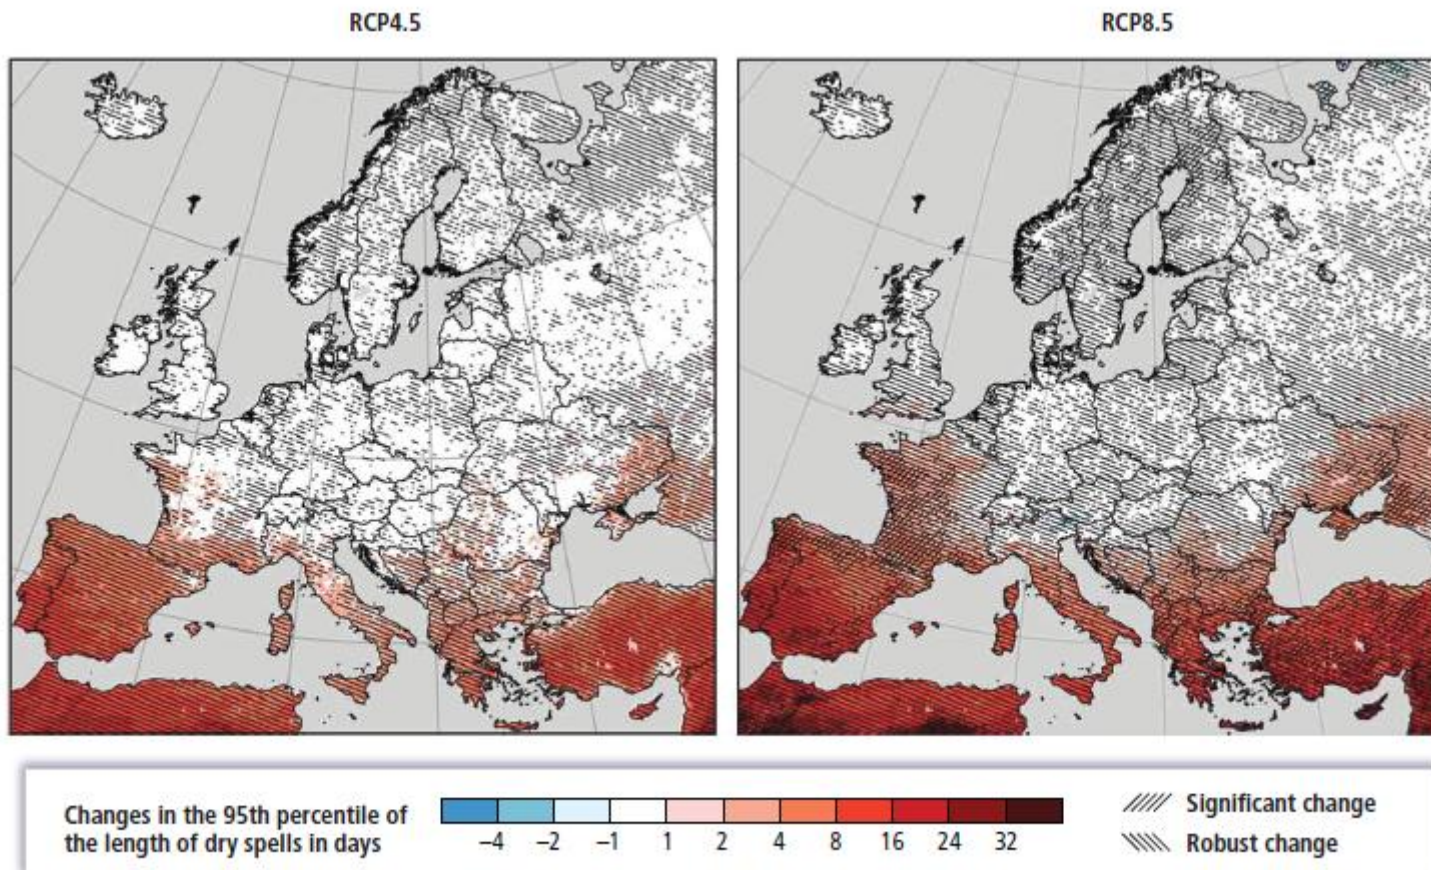 RCP4.5
RCP8.5
Changes in the 95th percentile of
the length of dry spells in days
−4 −2 −1 1 2 4 8 16 24 32
Significant change
Robust change